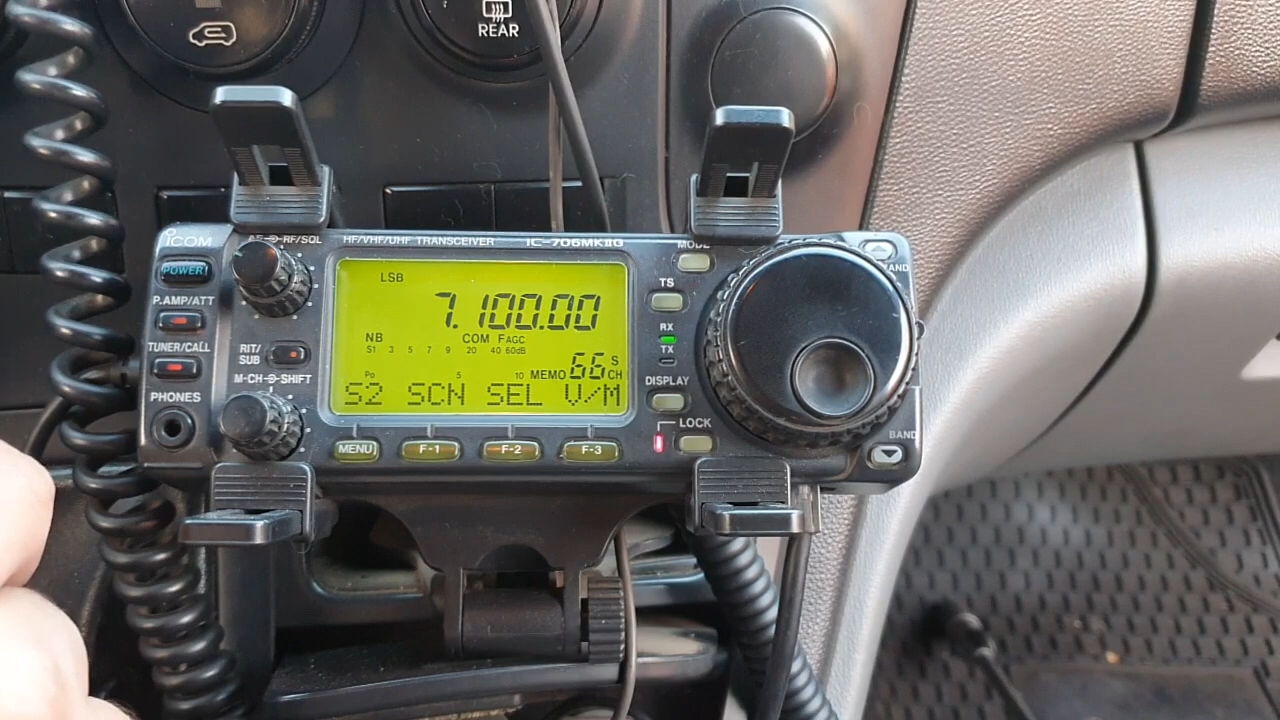 REAR
ICOM
AF RF/SQL
HF/VHF/UHF TRANSCEIVER
IC-706MKIIG
MODE
POWER
P.AMP/ATT
TUNER/CALL
PHONES
RIT/
SUB
M-CH SHIFT
LSB
7.100.00
NB COM FAGC
S1 3 5 7 9 20 40 60dB
66 S
Po 5 10 MEMO CH
S2 SCN SEL V/M
MENU F-1 F-2 F-3
TS
RX
TX
DISPLAY
LOCK
BAND